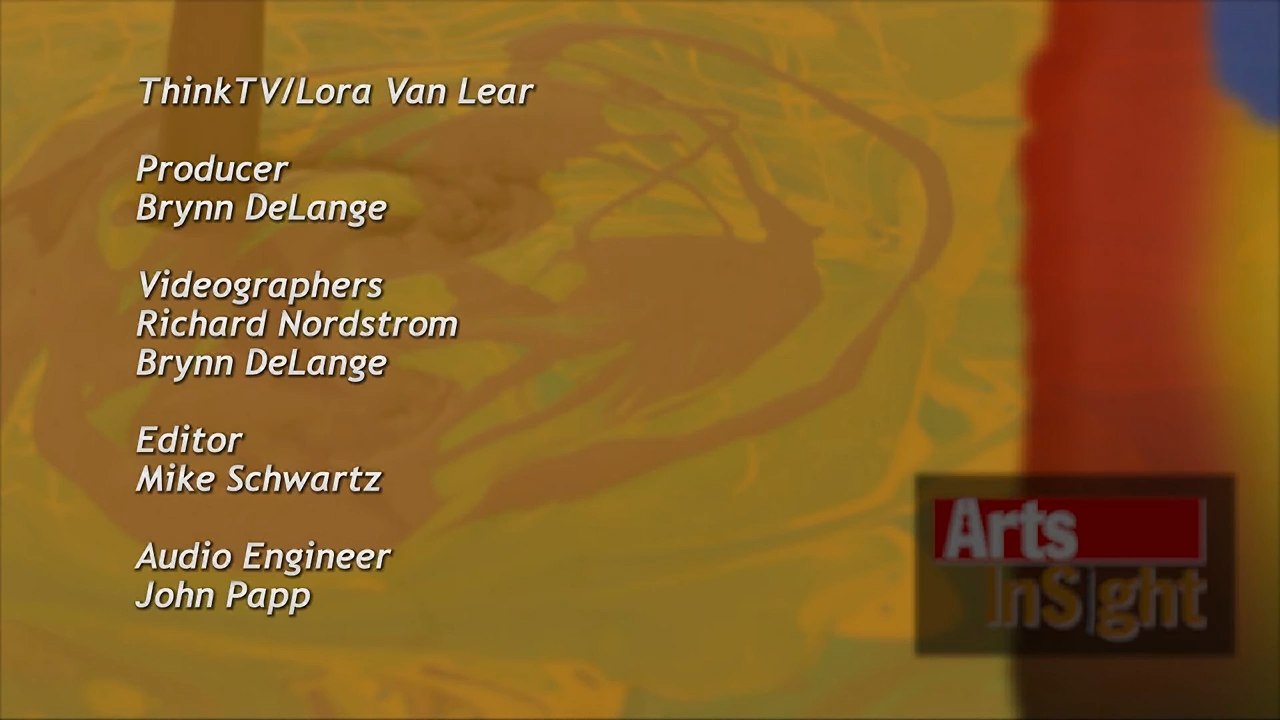 ThinkTV/Lora Van Lear
Producer
Brynn DeLange
Videographers
Richard Nordstrom
Brynn DeLange
Editor
Mike Schwartz
Audio Engineer
John Papp
Arts
InSight